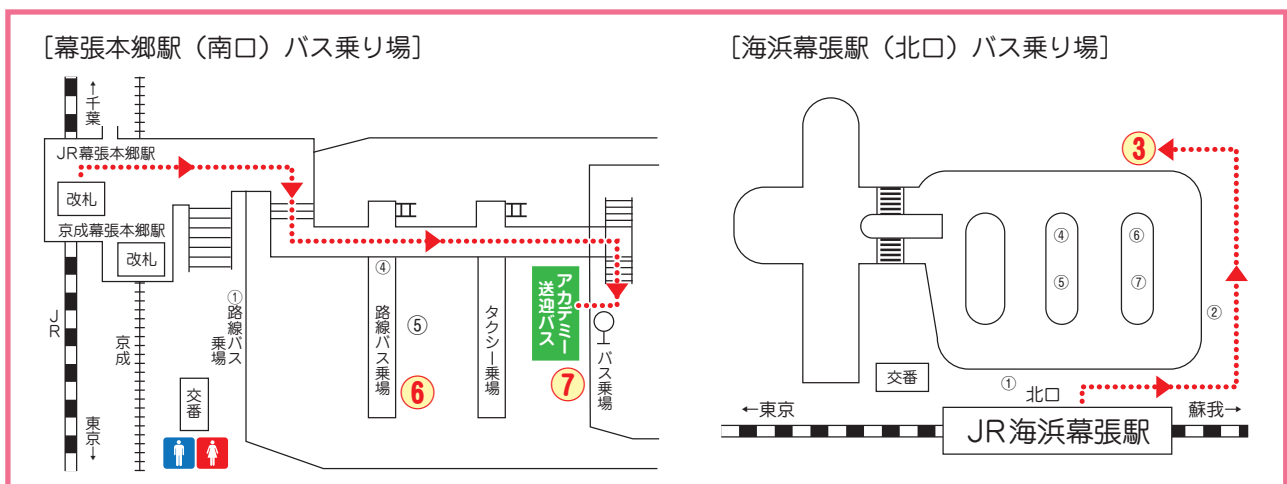 [幕張本郷駅（南口）バス乗り場]
↑千葉
JR幕張本郷駅
改札
京成幕張本郷駅
改札
①路線バス乗場
④
路線バス乗場
⑤
⑥
タクシー乗場
アカデミー
送迎バス
⑦
バス乗場
JR
京成
交番
東京↓
[海浜幕張駅（北口）バス乗り場]
③
④
⑥
⑤
⑦
②
交番
①
北口
←東京
蘇我→
JR海浜幕張駅